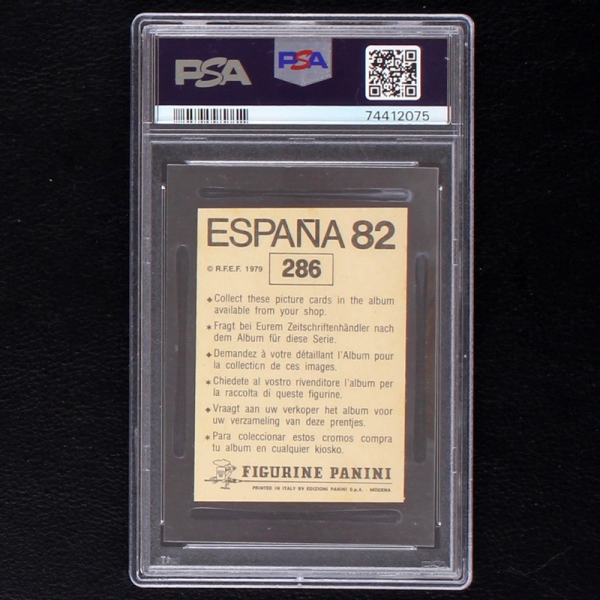 PSA
PSA
74412075
ESPAÑA 82
© R.F.E.F. 1979
286
Collect these picture cards in the album
available from your shop.
Fragt bei Eurem Zeitschriftenhändler nach
dem Album für diese Serie.
Demandez à votre détaillant l'Album pour
la collection de ces images.
Chiedete al vostro rivenditore l'album per
la raccolta di queste figurine.
Vraagt aan uw verkoper het album voor
uw verzameling van deze prentjes.
Para coleccionar estos cromos compra
tu album en cualquier kiosko.
FIGURINE PANINI
PRINTED IN ITALY BY EDIZIONI PANINI S.p.A. - MODENA